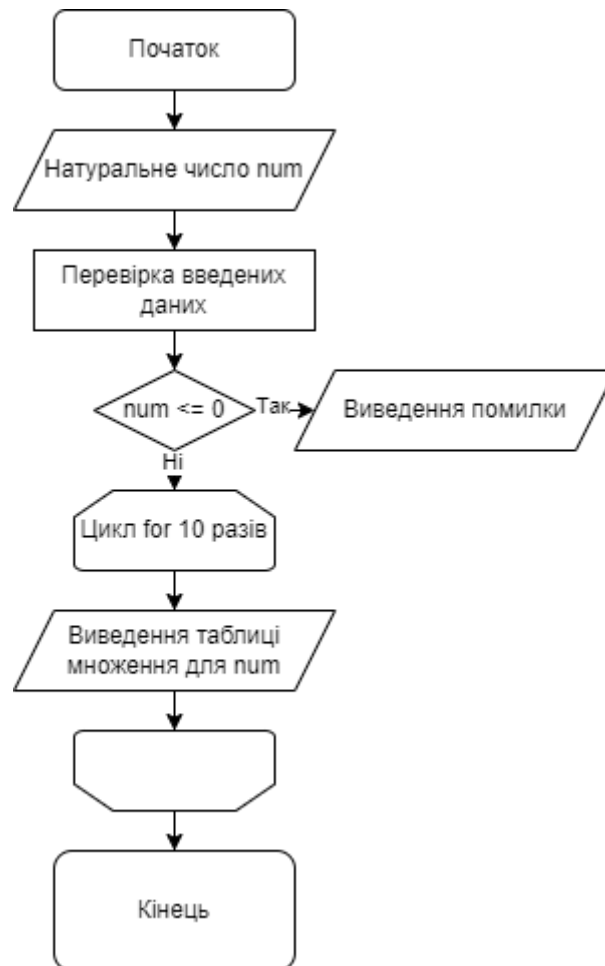 Початок
Натуральне число num
Перевірка введених
даних
num <= 0
Так
Виведення помилки
Ні
Цикл for 10 разів
Виведення таблиці
множення для num
Кінець